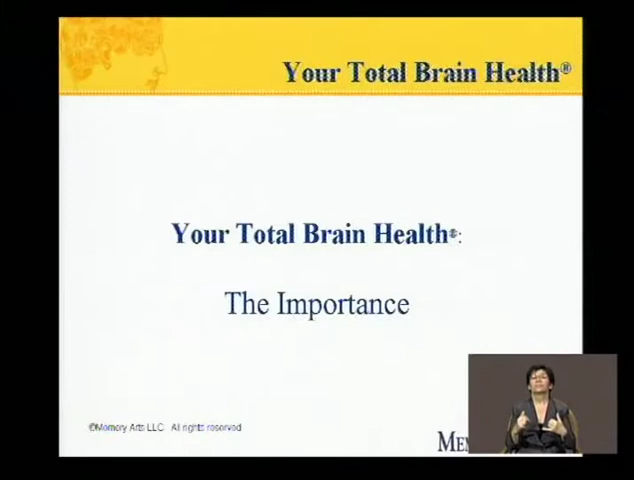 Your Total Brain Health®
Your Total Brain Health®:
The Importance
©Memory Arts LLC. All rights reserved